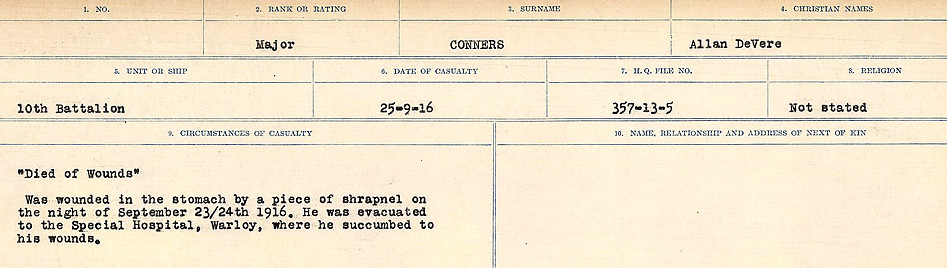 1. NO. 2. RANK OR RATING 3. SURNAME 4. CHRISTIAN NAMES
Major CONNERS Allan DeVere
5. UNIT OR SHIP 6. DATE OF CASUALTY 7. H.Q. FILE NO. 8. RELIGION
10th Battalion 25-9-16 357-13-5 Not stated
9. CIRCUMSTANCES OF CASUALTY 10. NAME, RELATIONSHIP AND ADDRESS OF NEXT OF KIN
"Died of Wounds"
Was wounded in the stomach by a piece of shrapnel on
the night of September 23/24th 1916. He was evacuated
to the Special Hospital, Warloy, where he succumbed to
his wounds.